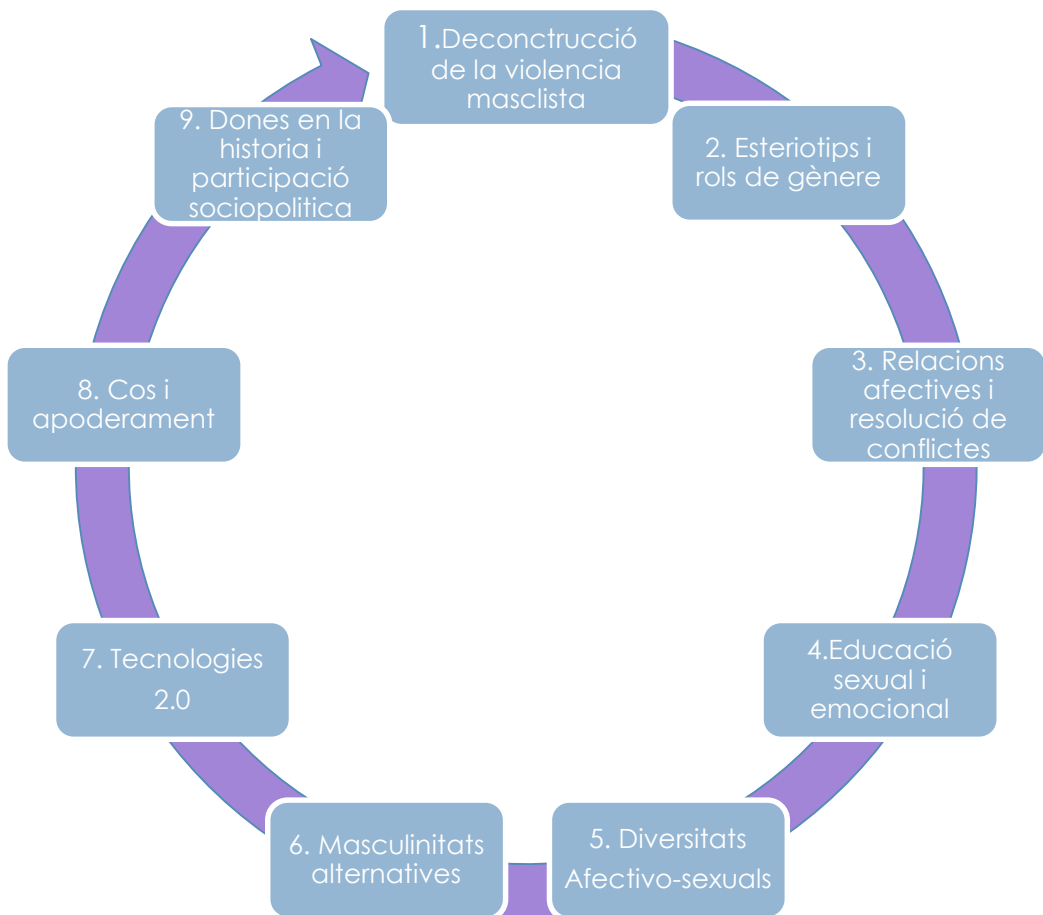 1.Deconctrucció
de la violencia
masclista
2. Esteriotips i
rols de gènere
3. Relacions
afectives i
resolució de
conflictes
4.Educació
sexual i
emocional
5. Diversitats
Afectivo-sexuals
6. Masculinitats
alternatives
7. Tecnologies
2.0
8. Cos i
apoderament
9. Dones en la
historia i
participació
sociopolitica